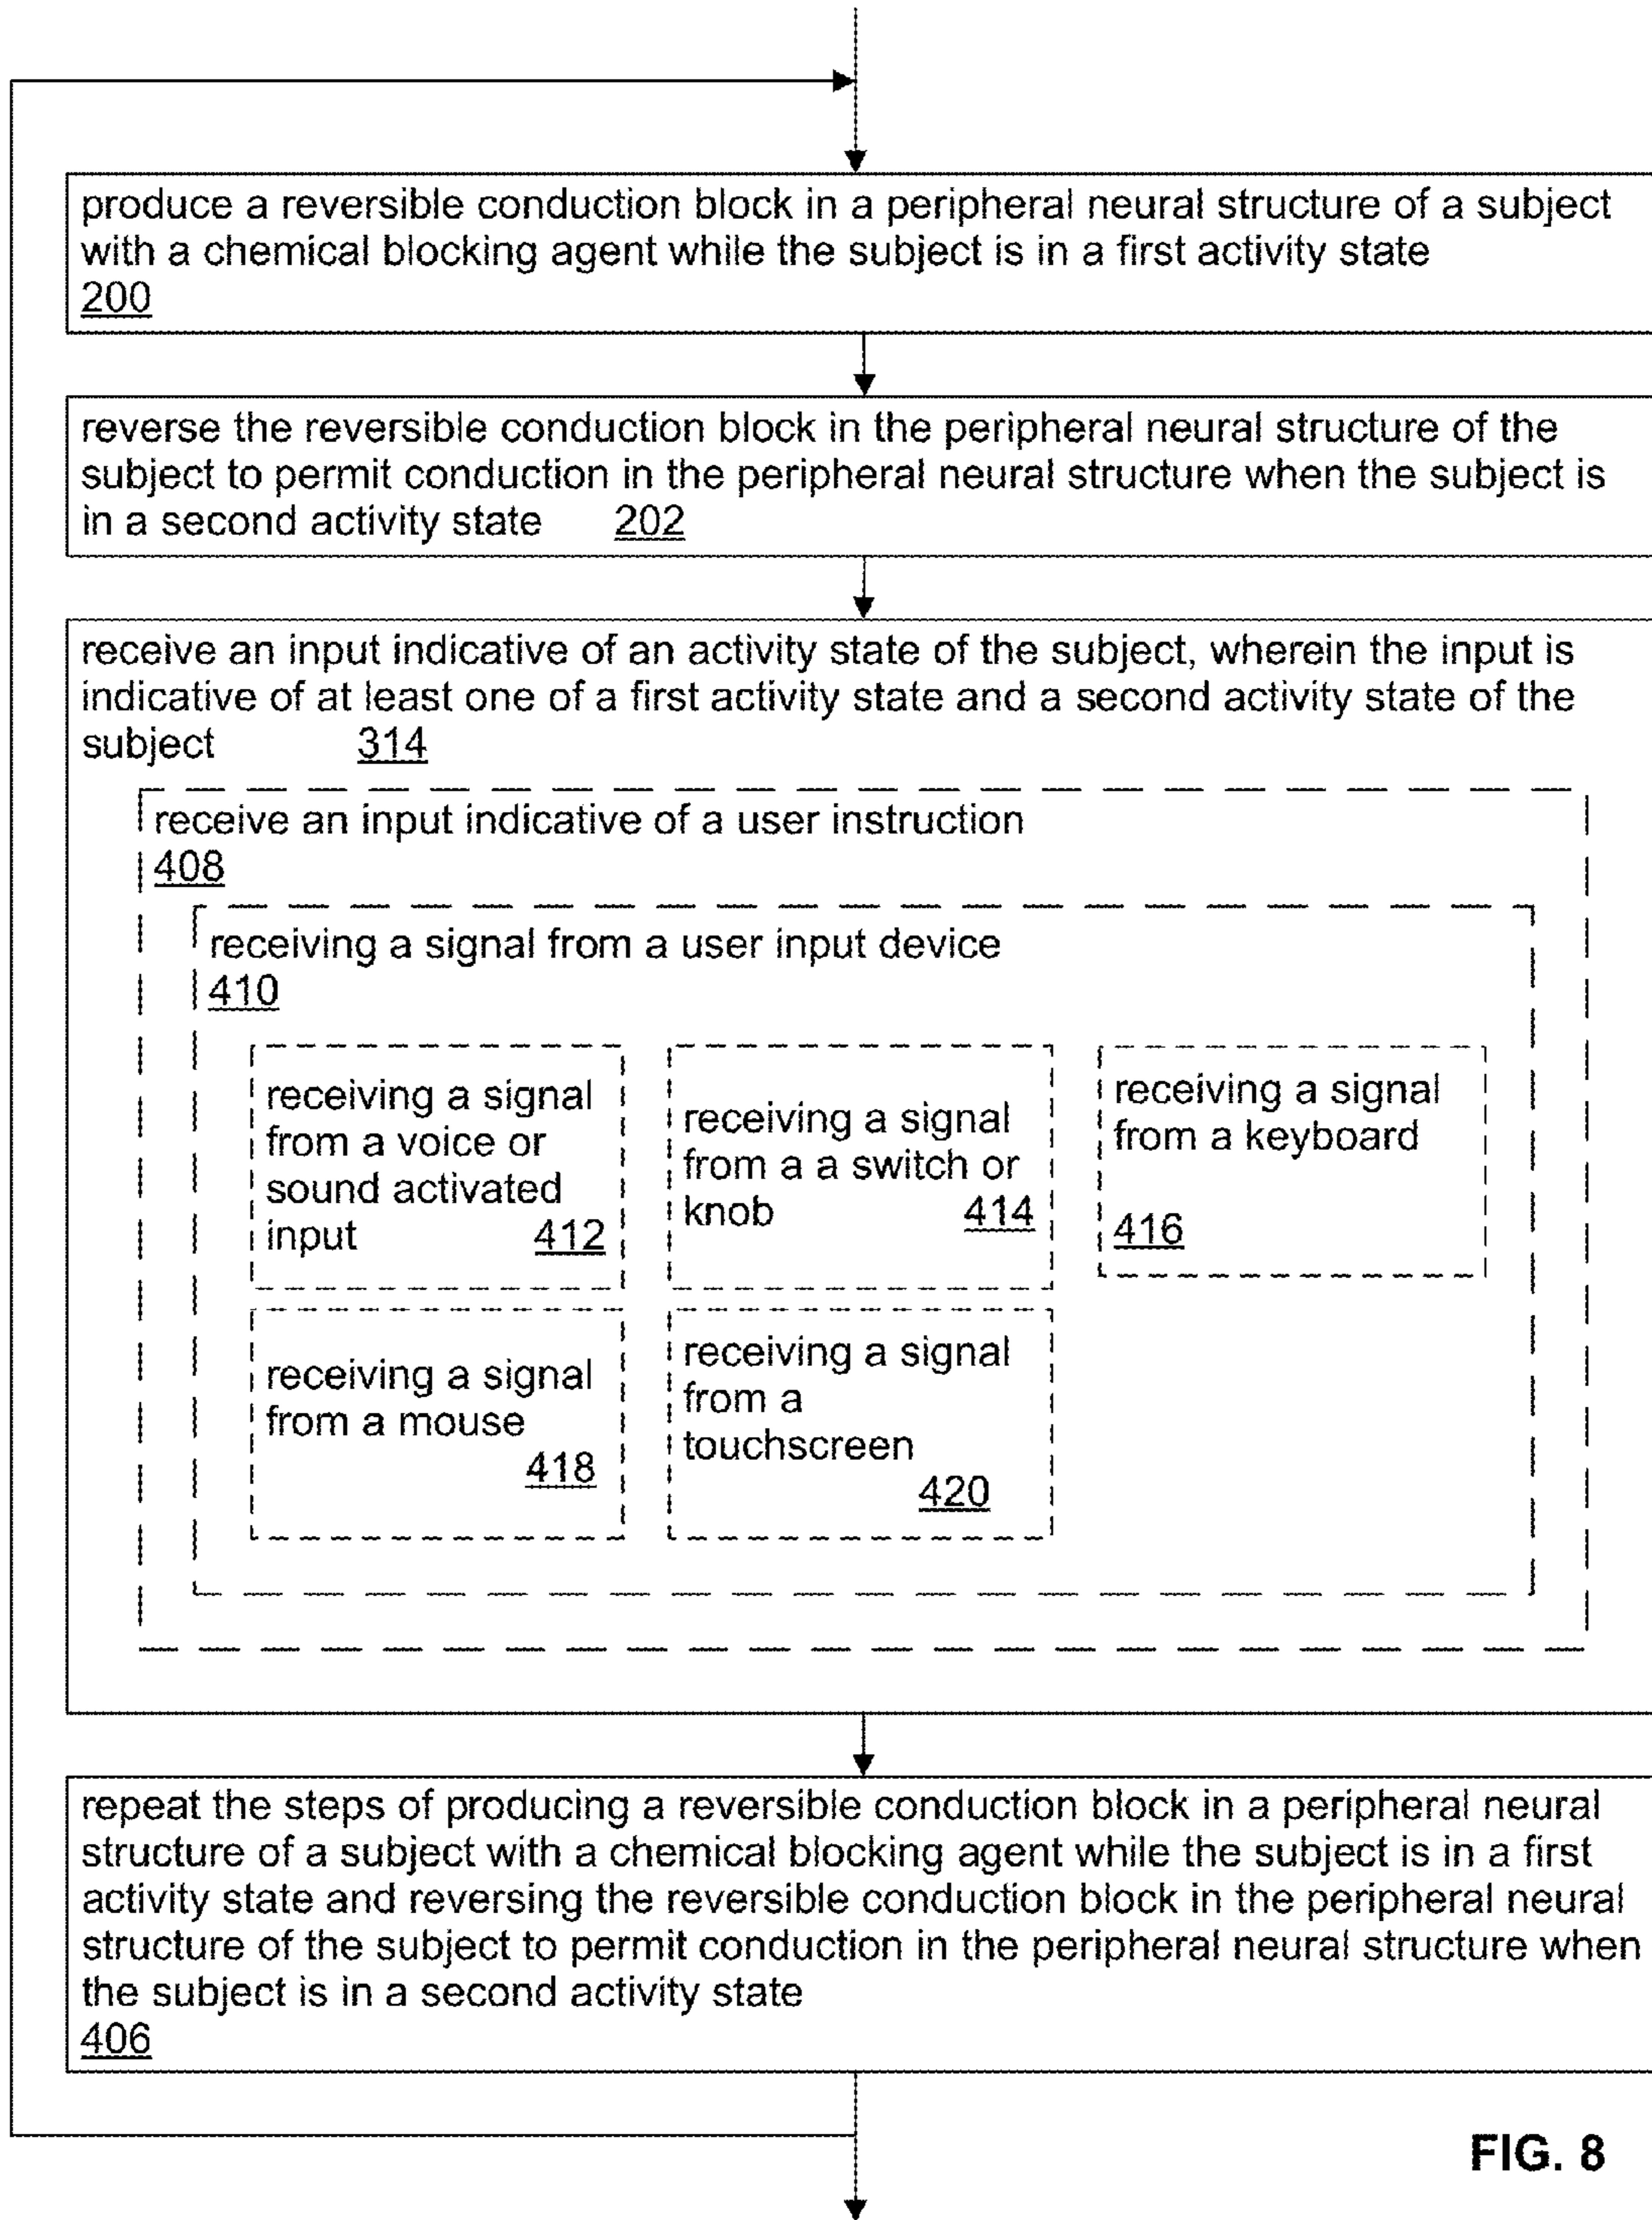 produce a reversible conduction block in a peripheral neural structure of a subject
with a chemical blocking agent while the subject is in a first activity state
200
reverse the reversible conduction block in the peripheral neural structure of the
subject to permit conduction in the peripheral neural structure when the subject is
in a second activity state 202
receive an input indicative of an activity state of the subject, wherein the input is
indicative of at least one of a first activity state and a second activity state of the
subject 314
receive an input indicative of a user instruction
408
receiving a signal from a user input device
410
receiving a signal
from a voice or
sound activated
input 412
receiving a signal
from a a switch or
knob 414
receiving a signal
from a keyboard
416
receiving a signal
from a mouse
418
receiving a signal
from a
touchscreen
420
repeat the steps of producing a reversible conduction block in a peripheral neural
structure of a subject with a chemical blocking agent while the subject is in a first
activity state and reversing the reversible conduction block in the peripheral neural
structure of the subject to permit conduction in the peripheral neural structure when
the subject is in a second activity state
406
FIG. 8